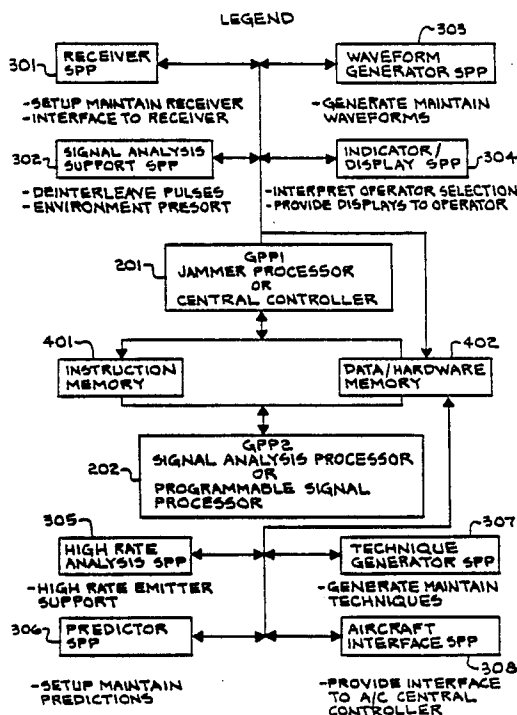 LEGEND
301
RECEIVER
SPP
303
WAVEFORM
GENERATOR SPP
-SETUP MAINTAIN RECEIVER
-INTERFACE TO RECEIVER
-GENERATE MAINTAIN
WAVEFORMS
302
SIGNAL ANALYSIS
SUPPORT SPP
INDICATOR/
DISPLAY SPP
304
-DEINTERLEAVE PULSES
-ENVIRONMENT PRESORT
-INTERPRET OPERATOR SELECTION
-PROVIDE DISPLAYS TO OPERATOR
201
GPP1
JAMMER PROCESSOR
OR
CENTRAL CONTROLLER
401
INSTRUCTION
MEMORY
402
DATA/HARDWARE
MEMORY
202
GPP2
SIGNAL ANALYSIS PROCESSOR
OR
PROGRAMMABLE SIGNAL
PROCESSOR
305
HIGH RATE
ANALYSIS SPP
307
TECHNIQUE
GENERATOR SPP
-HIGH RATE EMITTER
SUPPORT
-GENERATE MAINTAIN
TECHNIQUES
306
PREDICTOR
SPP
AIRCRAFT
INTERFACE SPP
308
-SETUP MAINTAIN
PREDICTIONS
-PROVIDE INTERFACE
TO A/C CENTRAL
CONTROLLER